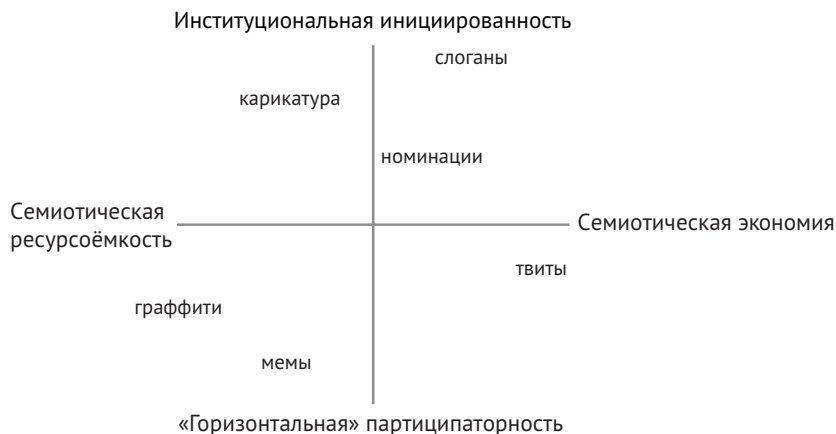 Институциональная инициированность
слоганы
карикатура
номинации
Семиотическая
ресурсоёмкость
Семиотическая экономия
твиты
граффити
мемы
«Горизонтальная» партиципаторность